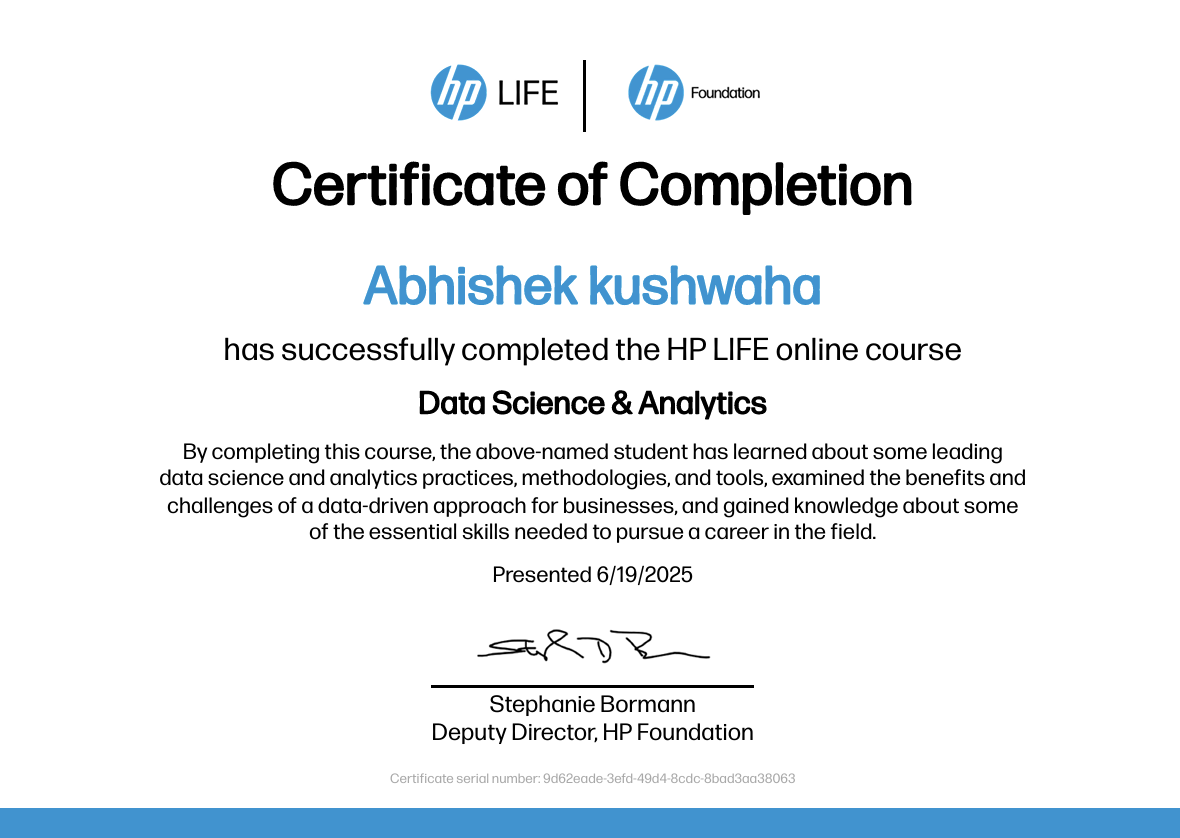 hp LIFE hp Foundation
Certificate of Completion
Abhishek kushwaha
has successfully completed the HP LIFE online course
Data Science & Analytics
By completing this course, the above-named student has learned about some leading
data science and analytics practices, methodologies, and tools, examined the benefits and
challenges of a data-driven approach for businesses, and gained knowledge about some
of the essential skills needed to pursue a career in the field.
Presented 6/19/2025
Stephanie Bormann
Deputy Director, HP Foundation
Certificate serial number: 9d62eade-3efd-49d4-8cdc-8bad3aa38063